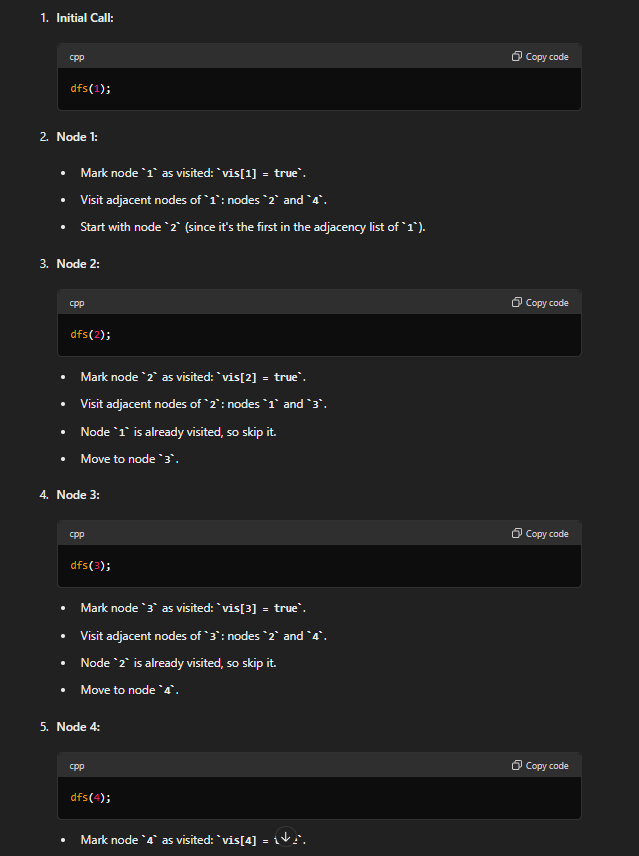 1. Initial Call:
cpp
Copy code
dfs(1);
2. Node 1:
• Mark node `1` as visited: `vis[1] = true`.
• Visit adjacent nodes of `1`: nodes `2` and `4`.
• Start with node `2` (since it's the first in the adjacency list of `1`).
3. Node 2:
cpp
Copy code
dfs(2);
• Mark node `2` as visited: `vis[2] = true`.
• Visit adjacent nodes of `2`: nodes `1` and `3`.
• Node `1` is already visited, so skip it.
• Move to node `3`.
4. Node 3:
cpp
Copy code
dfs(3);
• Mark node `3` as visited: `vis[3] = true`.
• Visit adjacent nodes of `3`: nodes `2` and `4`.
• Node `2` is already visited, so skip it.
• Move to node `4`.
5. Node 4:
cpp
Copy code
dfs(4);
• Mark node `4` as visited: `vis[4] =